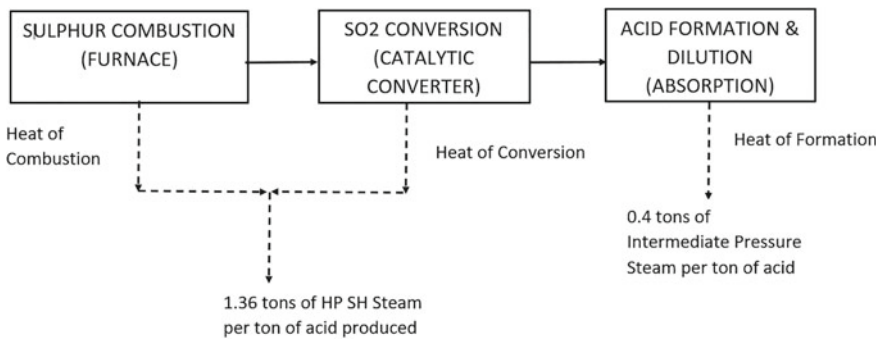 SULPHUR COMBUSTION
(FURNACE)
SO2 CONVERSION
(CATALYTIC
CONVERTER)
ACID FORMATION &
DILUTION
(ABSORPTION)
Heat of
Combustion
Heat of Conversion
Heat of Formation
0.4 tons of
Intermediate Pressure
Steam per ton of acid
1.36 tons of HP SH Steam
per ton of acid produced